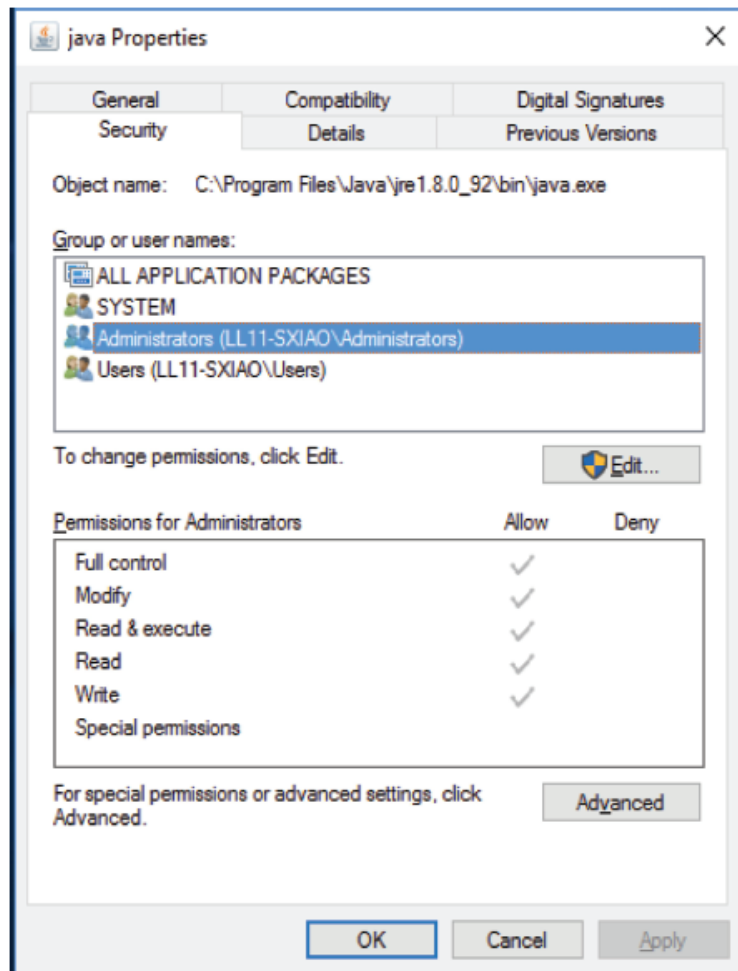 java Properties
General Compatibility Digital Signatures
Security Details Previous Versions
Object name: C:\Program Files\Java\jre1.8.0_92\bin\java.exe
Group or user names:
ALL APPLICATION PACKAGES
SYSTEM
Administrators (LL11-SXIAO\Administrators)
Users (LL11-SXIAO\Users)
To change permissions, click Edit.
Edit...
Permissions for Administrators Allow Deny
Full control
Modify
Read & execute
Read
Write
Special permissions
For special permissions or advanced settings, click
Advanced.
Advanced
OK Cancel Apply